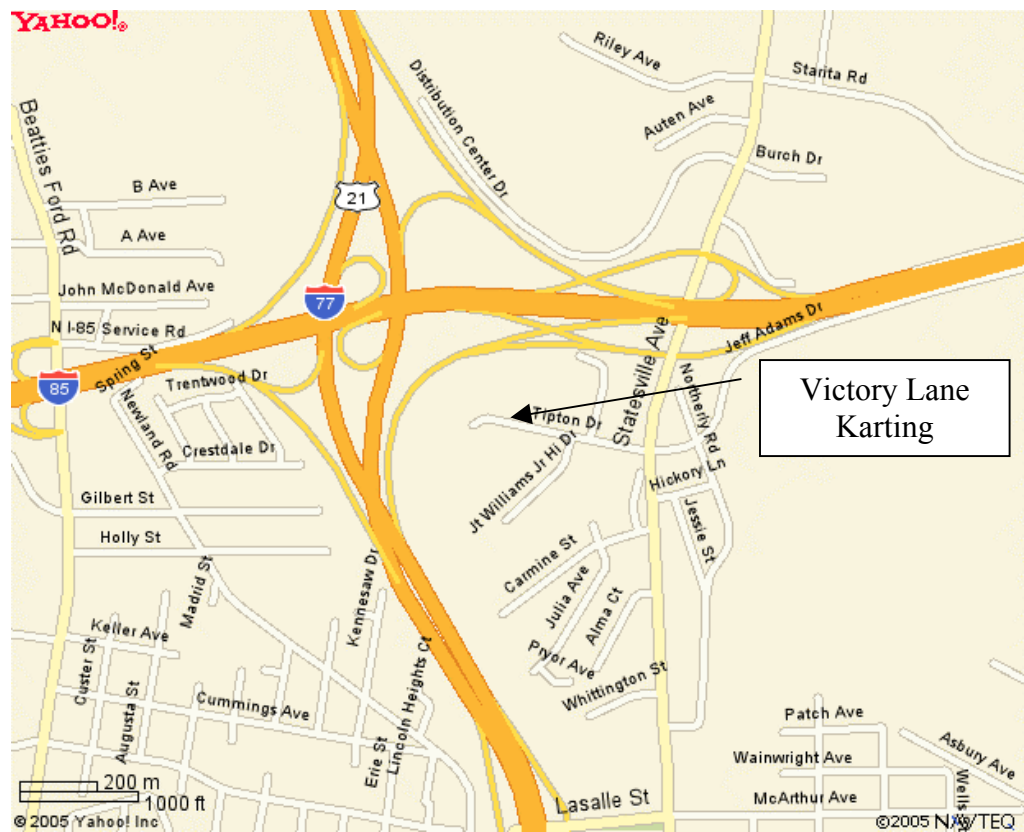 YAHOO!®
Riley Ave
Starita Rd
Distribution Center Dr
Auten Ave
Beatties Ford Rd
Burch Dr
B Ave
21
A Ave
John McDonald Ave
77
N I-85 Service Rd
Jeff Adams Dr
Spring St
Statesville Ave
85
Trentwood Dr
Northerly Rd
Victory Lane
Karting
Newland Rd
Tipton Dr
Crestdale Dr
Jt Williams Jr Hi Dr
Hickory Ln
Gilbert St
Jessie St
Holly St
Carmine St
Madrid St
Kennesaw Dr
Julia Ave
Alma Ct
Keller Ave
Custer St
Pryor Ave
Lincoln Heights Ct
Whittington St
Cummings Ave
Augusta St
Patch Ave
Asbury Ave
Erie St
Wainwright Ave
200 m
1000 ft
Lasalle St
McArthur Ave
Wells
© 2005 Yahoo! Inc
©2005 NAVTEQ